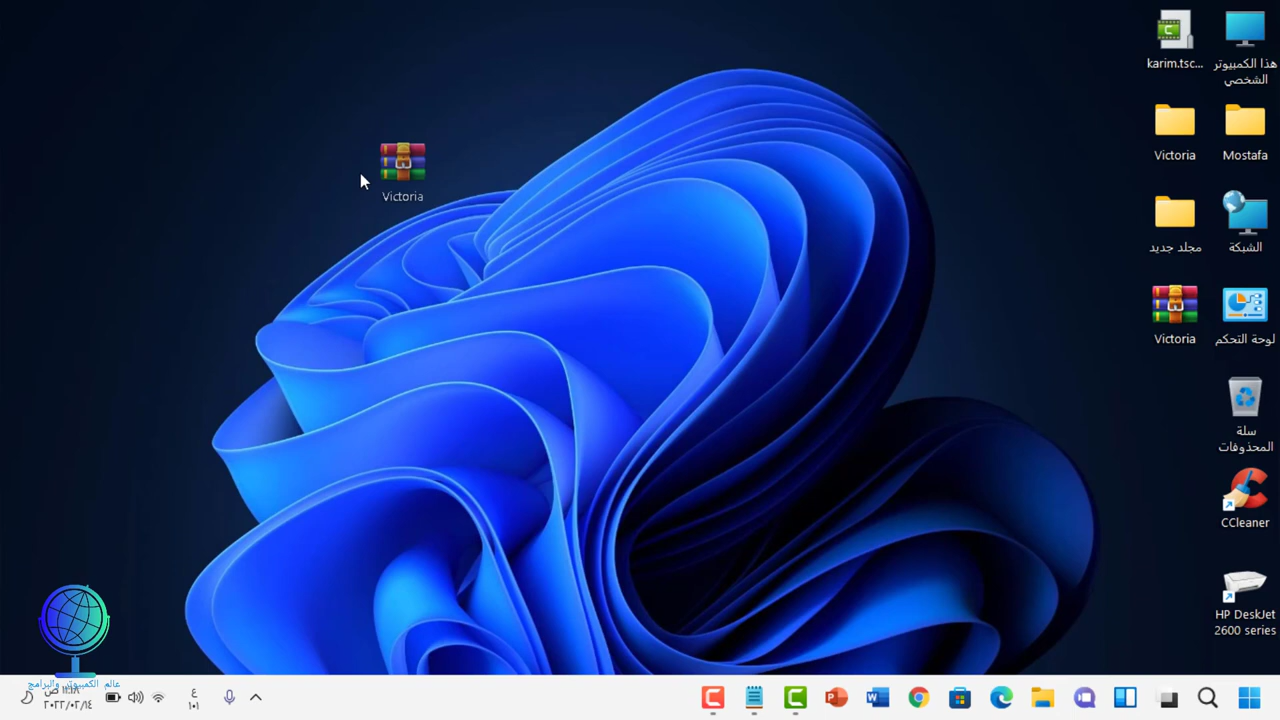 هذا الكمبيوتر
الشخصي
karim.tsc...
Mostafa
Victoria
الشبكة
مجلد جديد
لوحة التحكم
Victoria
سلة
المحذوفات
CCleaner
HP DeskJet
2600 series
Victoria
عالم الكمبيوتر والبرامج
ع
١٠١